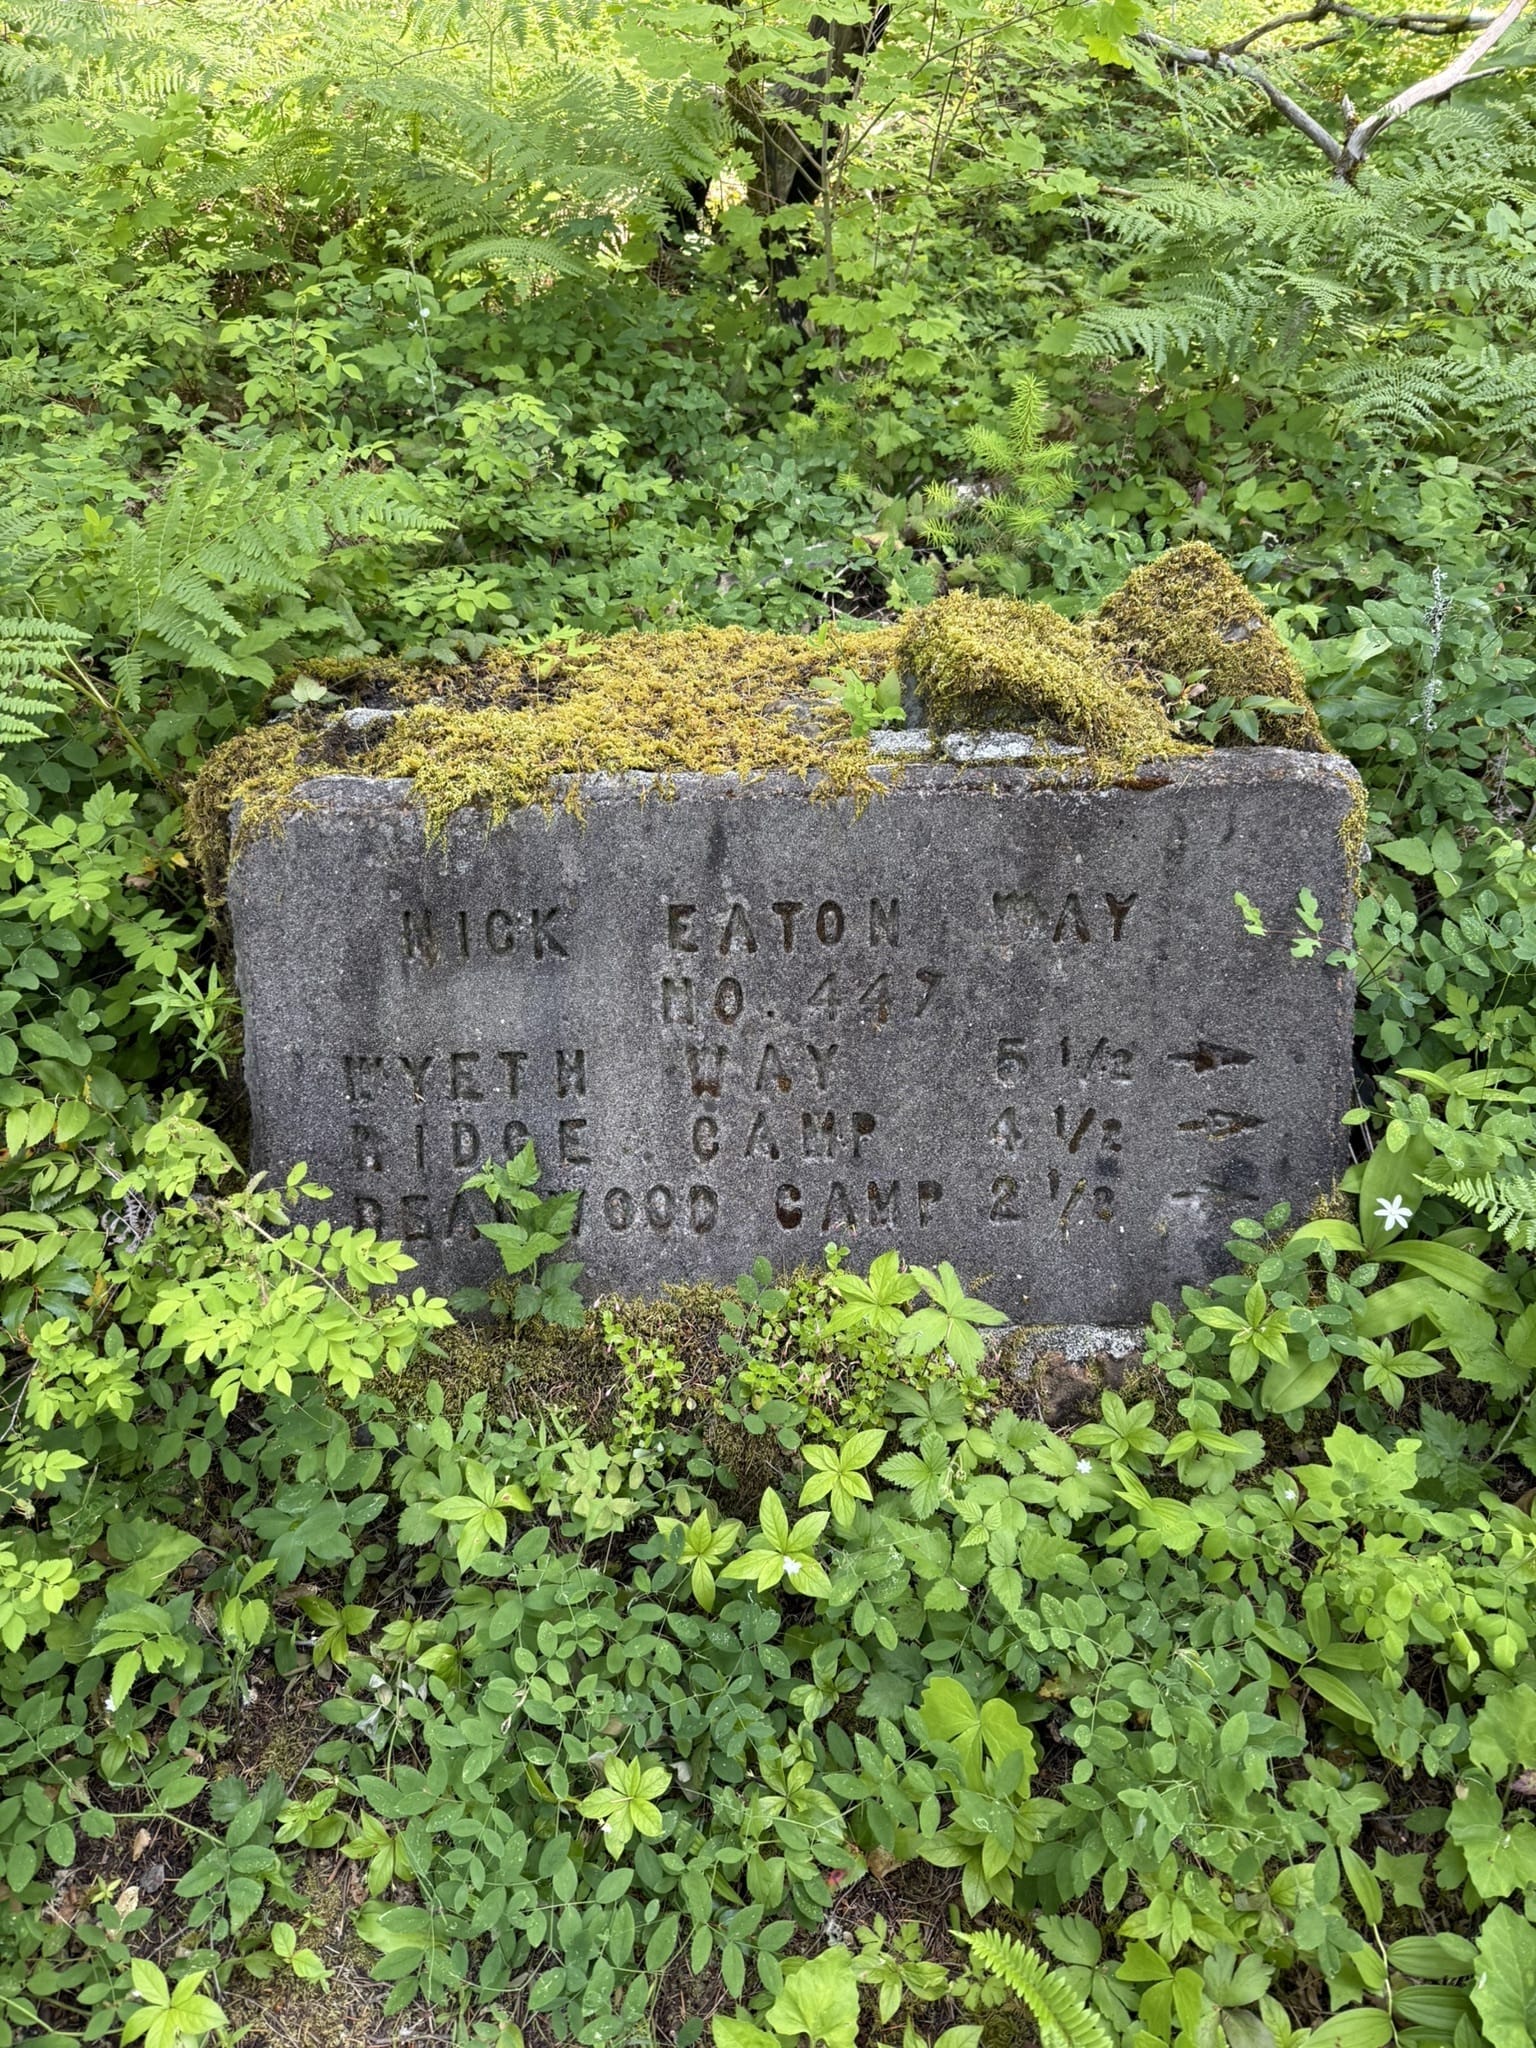 NICK EATON WAY
NO. 447
WYETH WAY 5 1/2 →
RIDGE CAMP 4 1/2 →
DEADWOOD CAMP 2 1/2 →